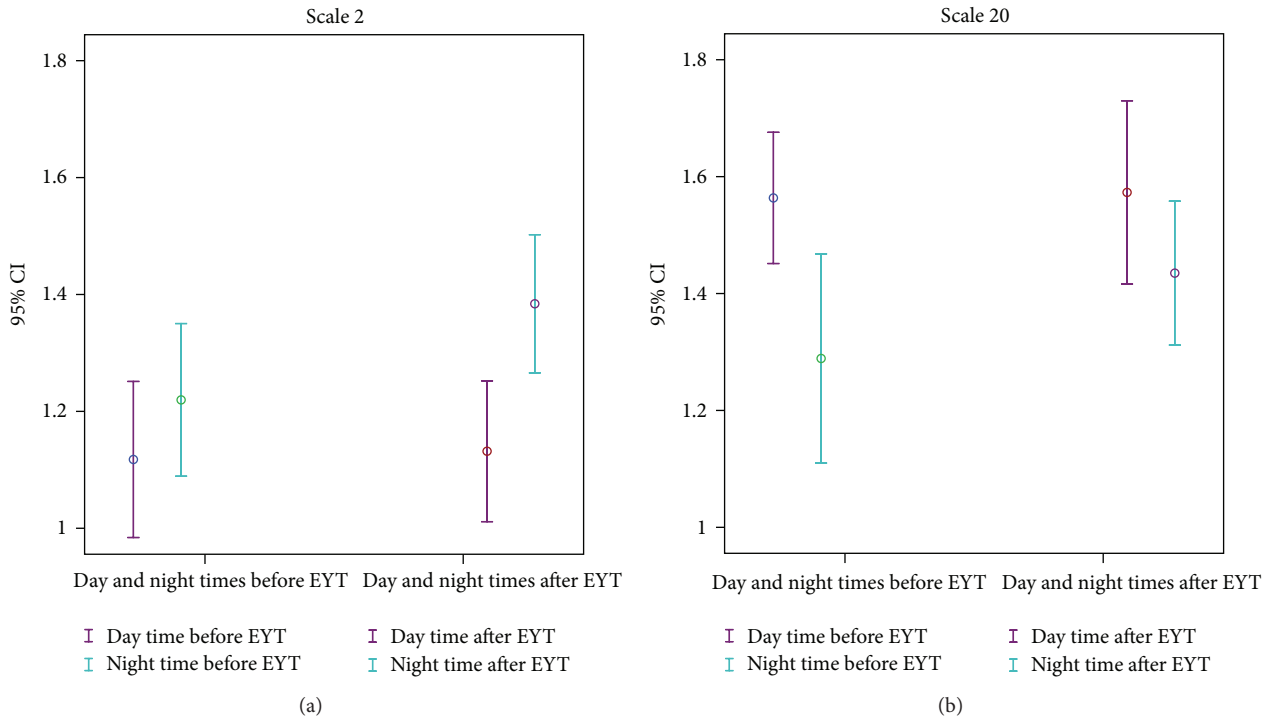 Scale 2
1.8
1.6
1.4
1.2
1
95% CI
Day and night times before EYT Day and night times after EYT
Day time before EYT Day time after EYT
Night time before EYT Night time after EYT
(a)
Scale 20
1.8
1.6
1.4
1.2
1
95% CI
Day and night times before EYT Day and night times after EYT
Day time before EYT Day time after EYT
Night time before EYT Night time after EYT
(b)